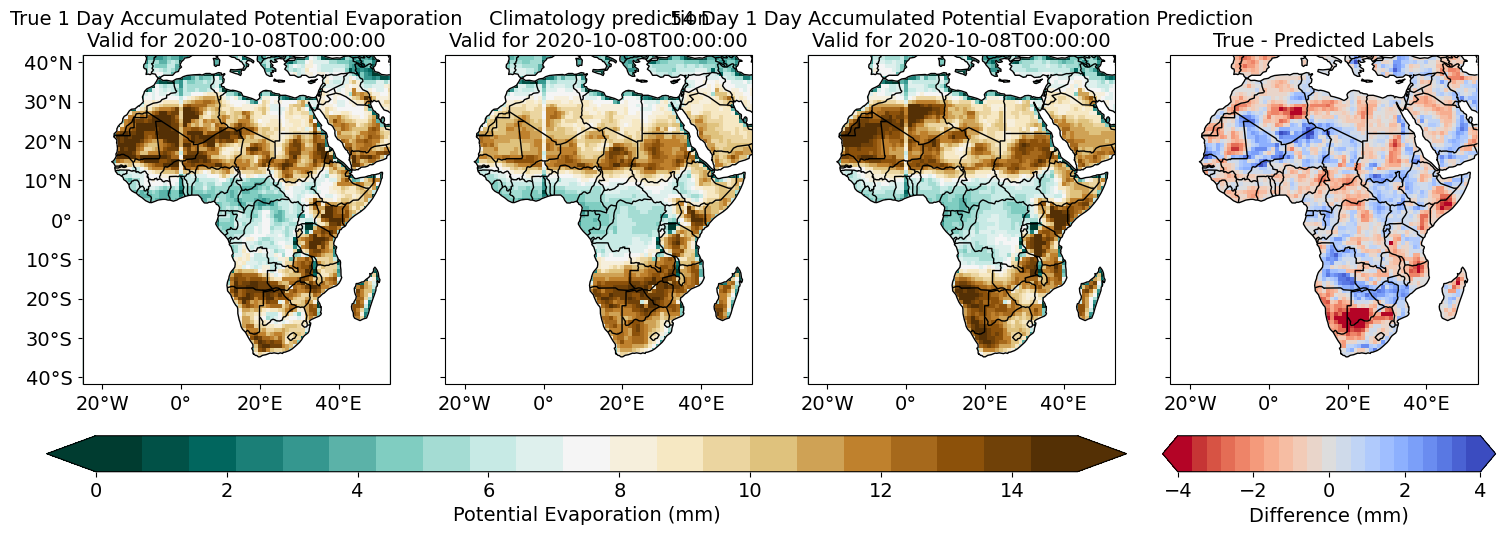 True 1 Day Accumulated Potential Evaporation
Valid for 2020-10-08T00:00:00
Climatology prediction
Valid for 2020-10-08T00:00:00
54 Day 1 Day Accumulated Potential Evaporation Prediction
Valid for 2020-10-08T00:00:00
True - Predicted Labels
40°N
30°N
20°N
10°N
0°
10°S
20°S
30°S
40°S
20°W 0° 20°E 40°E
20°W 0° 20°E 40°E
20°W 0° 20°E 40°E
20°W 0° 20°E 40°E
0 2 4 6 8 10 12 14
Potential Evaporation (mm)
−4 −2 0 2 4
Difference (mm)